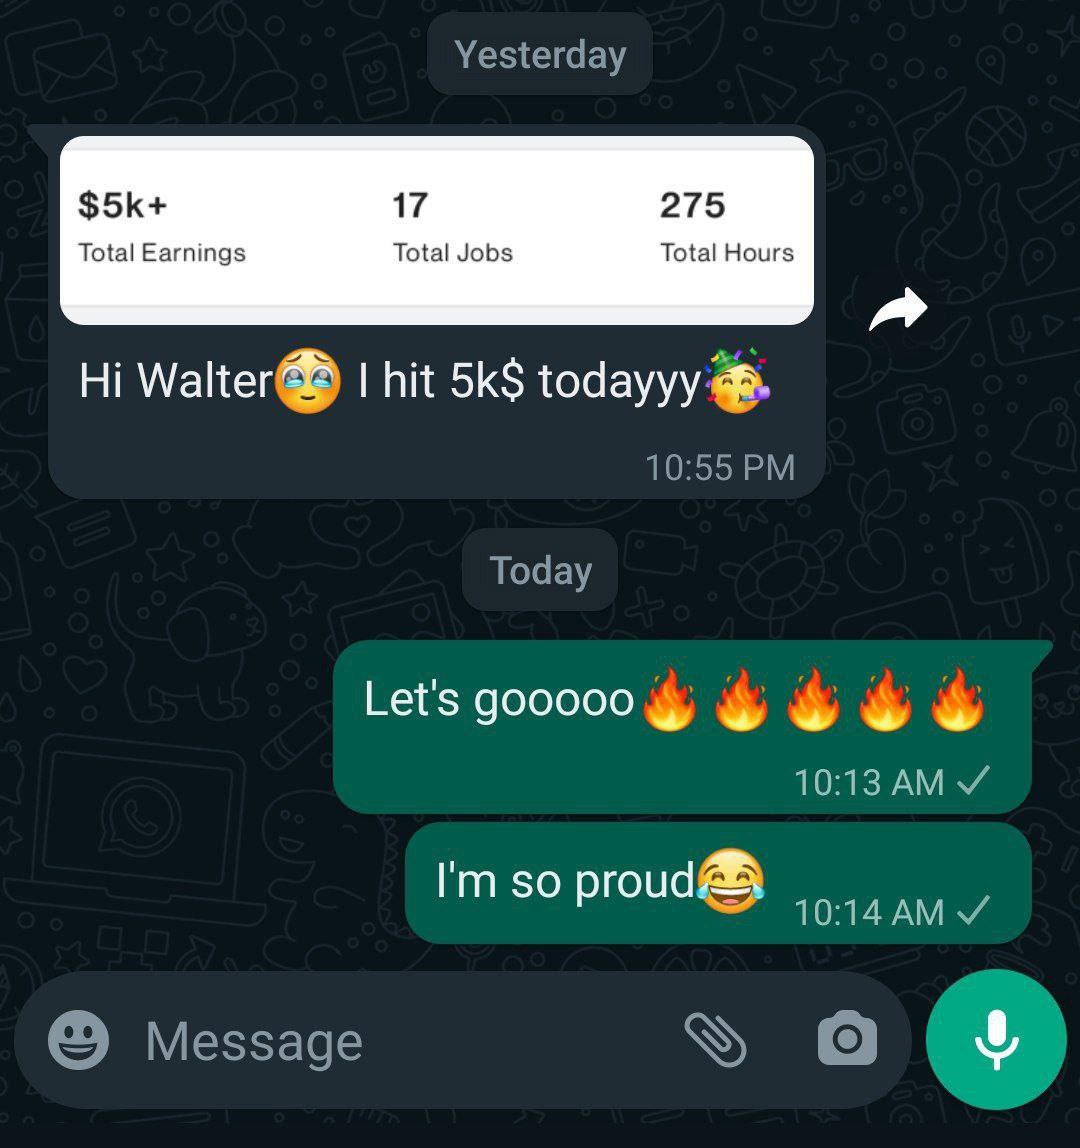 Yesterday
$5k+ 17 275
Total Earnings Total Jobs Total Hours
Hi Walter🥹 I hit 5k$ todayyy🥳
10:55 PM
Today
Let's gooooo🔥🔥🔥🔥🔥
10:13 AM
I'm so proud😂
10:14 AM
Message